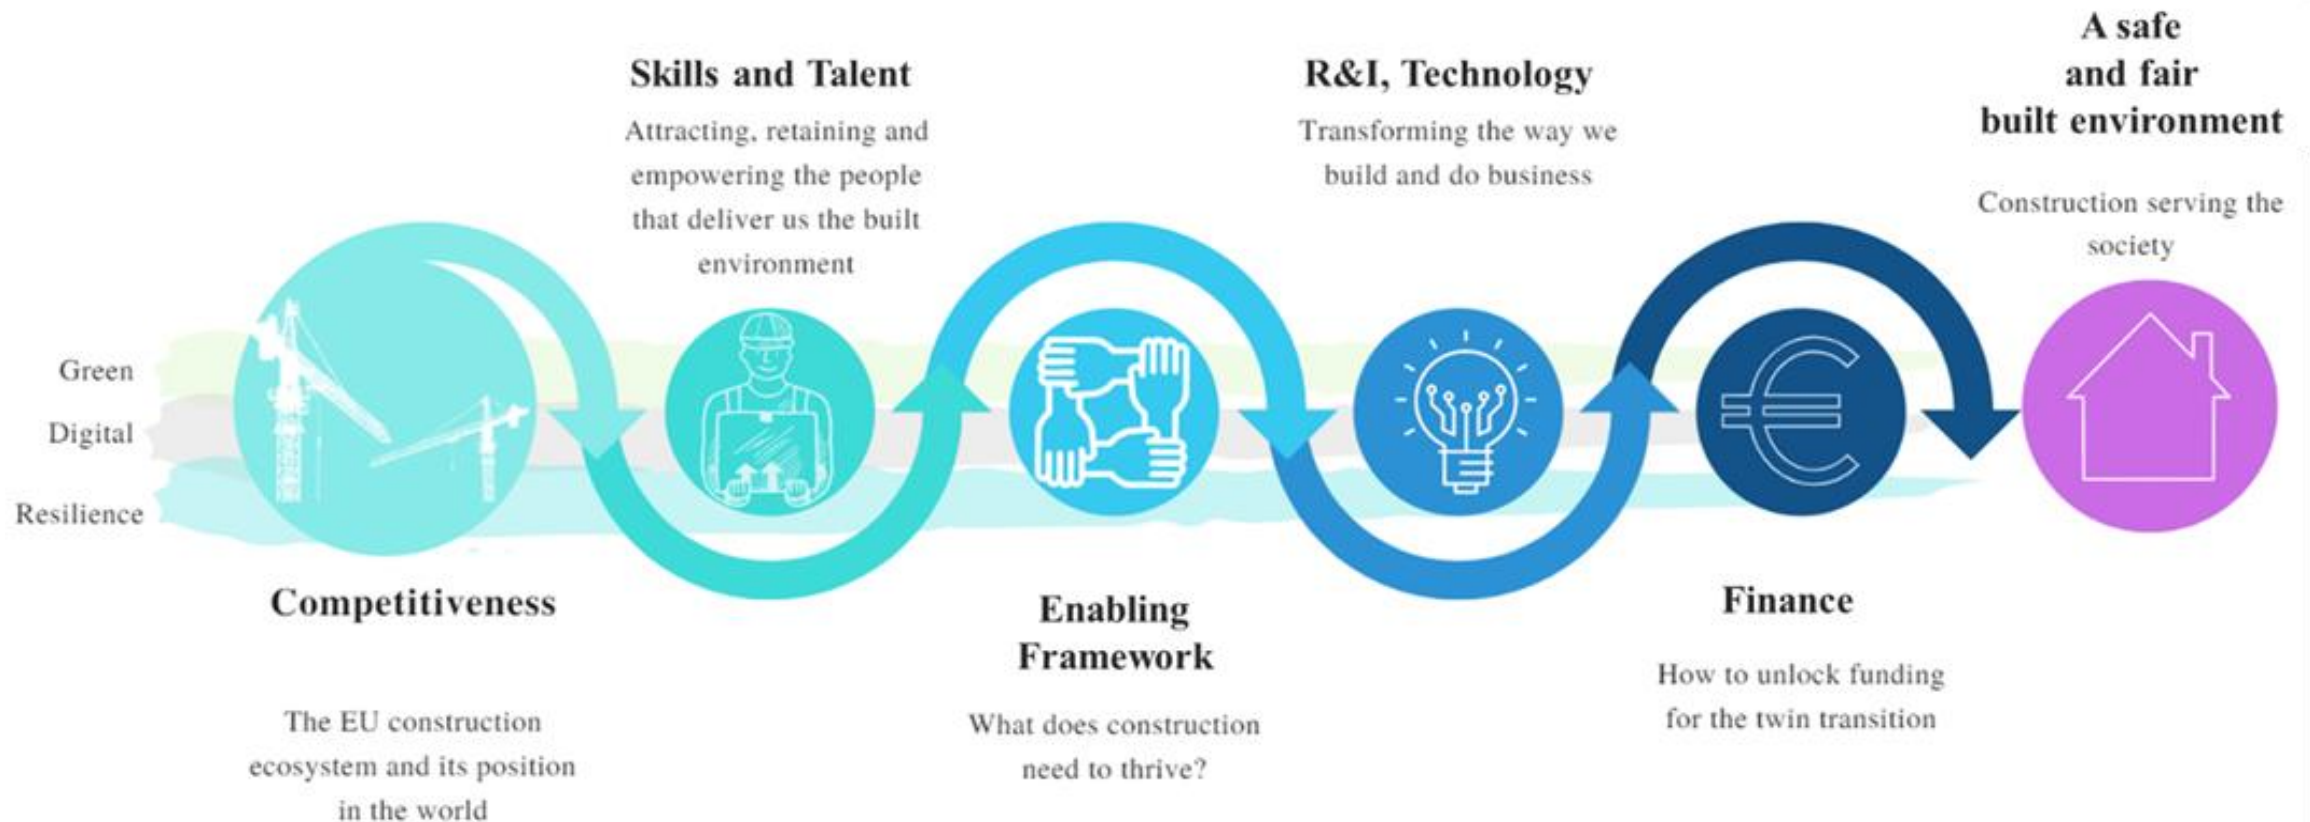 Green
Digital
Resilience
Competitiveness
The EU construction
ecosystem and its position
in the world
Skills and Talent
Attracting, retaining and
empowering the people
that deliver us the built
environment
Enabling
Framework
What does construction
need to thrive?
R&I, Technology
Transforming the way we
build and do business
Finance
How to unlock funding
for the twin transition
A safe
and fair
built environment
Construction serving the
society